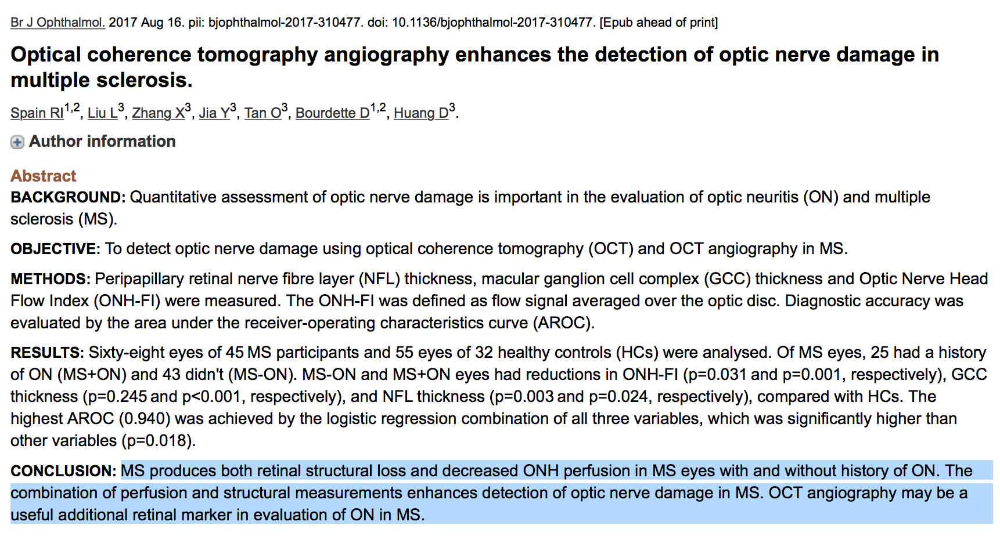 Br J Ophthalmol. 2017 Aug 16. pii: bjophthalmol-2017-310477. doi: 10.1136/bjophthalmol-2017-310477. [Epub ahead of print]
Optical coherence tomography angiography enhances the detection of optic nerve damage in
multiple sclerosis.
Spain RI1,2, Liu L3, Zhang X3, Jia Y3, Tan O3, Bourdette D1,2, Huang D3.
Author information
Abstract
BACKGROUND: Quantitative assessment of optic nerve damage is important in the evaluation of optic neuritis (ON) and multiple
sclerosis (MS).
OBJECTIVE: To detect optic nerve damage using optical coherence tomography (OCT) and OCT angiography in MS.
METHODS: Peripapillary retinal nerve fibre layer (NFL) thickness, macular ganglion cell complex (GCC) thickness and Optic Nerve Head
Flow Index (ONH-FI) were measured. The ONH-FI was defined as flow signal averaged over the optic disc. Diagnostic accuracy was
evaluated by the area under the receiver-operating characteristics curve (AROC).
RESULTS: Sixty-eight eyes of 45 MS participants and 55 eyes of 32 healthy controls (HCs) were analysed. Of MS eyes, 25 had a history
of ON (MS+ON) and 43 didn't (MS-ON). MS-ON and MS+ON eyes had reductions in ONH-FI (p=0.031 and p=0.001, respectively), GCC
thickness (p=0.245 and p<0.001, respectively), and NFL thickness (p=0.003 and p=0.024, respectively), compared with HCs. The
highest AROC (0.940) was achieved by the logistic regression combination of all three variables, which was significantly higher than
other variables (p=0.018).
CONCLUSION: MS produces both retinal structural loss and decreased ONH perfusion in MS eyes with and without history of ON. The
combination of perfusion and structural measurements enhances detection of optic nerve damage in MS. OCT angiography may be a
useful additional retinal marker in evaluation of ON in MS.